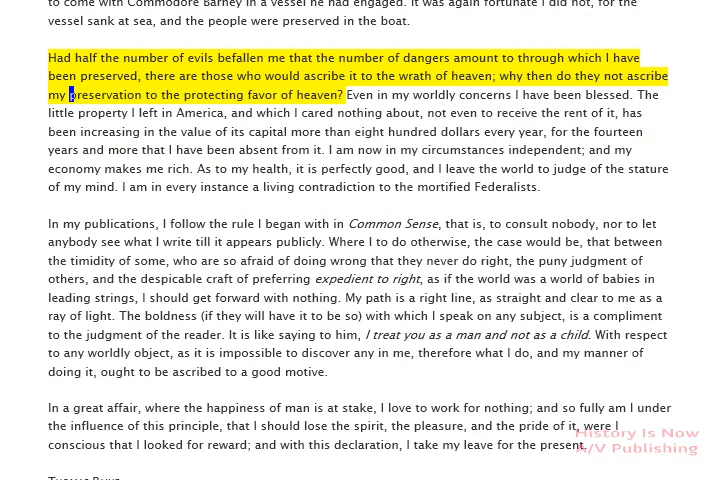 to come with Commodore Barney in a vessel he had engaged. It was again fortunate I did not, for the
vessel sank at sea, and the people were preserved in the boat.
Had half the number of evils befallen me that the number of dangers amount to through which I have
been preserved, there are those who would ascribe it to the wrath of heaven; why then do they not ascribe
my preservation to the protecting favor of heaven? Even in my worldly concerns I have been blessed. The
little property I left in America, and which I cared nothing about, not even to receive the rent of it, has
been increasing in the value of its capital more than eight hundred dollars every year, for the fourteen
years and more that I have been absent from it. I am now in my circumstances independent; and my
economy makes me rich. As to my health, it is perfectly good, and I leave the world to judge of the stature
of my mind. I am in every instance a living contradiction to the mortified Federalists.
In my publications, I follow the rule I began with in Common Sense, that is, to consult nobody, nor to let
anybody see what I write till it appears publicly. Where I to do otherwise, the case would be, that between
the timidity of some, who are so afraid of doing wrong that they never do right, the puny judgment of
others, and the despicable craft of preferring expedient to right, as if the world was a world of babies in
leading strings, I should get forward with nothing. My path is a right line, as straight and clear to me as a
ray of light. The boldness (if they will have it to be so) with which I speak on any subject, is a compliment
to the judgment of the reader. It is like saying to him, I treat you as a man and not as a child. With respect
to any worldly object, as it is impossible to discover any in me, therefore what I do, and my manner of
doing it, ought to be ascribed to a good motive.
In a great affair, where the happiness of man is at stake, I love to work for nothing; and so fully am I under
the influence of this principle, that I should lose the spirit, the pleasure, and the pride of it, were I
conscious that I looked for reward; and with this declaration, I take my leave for the present.
History Is Now
A/V Publishing